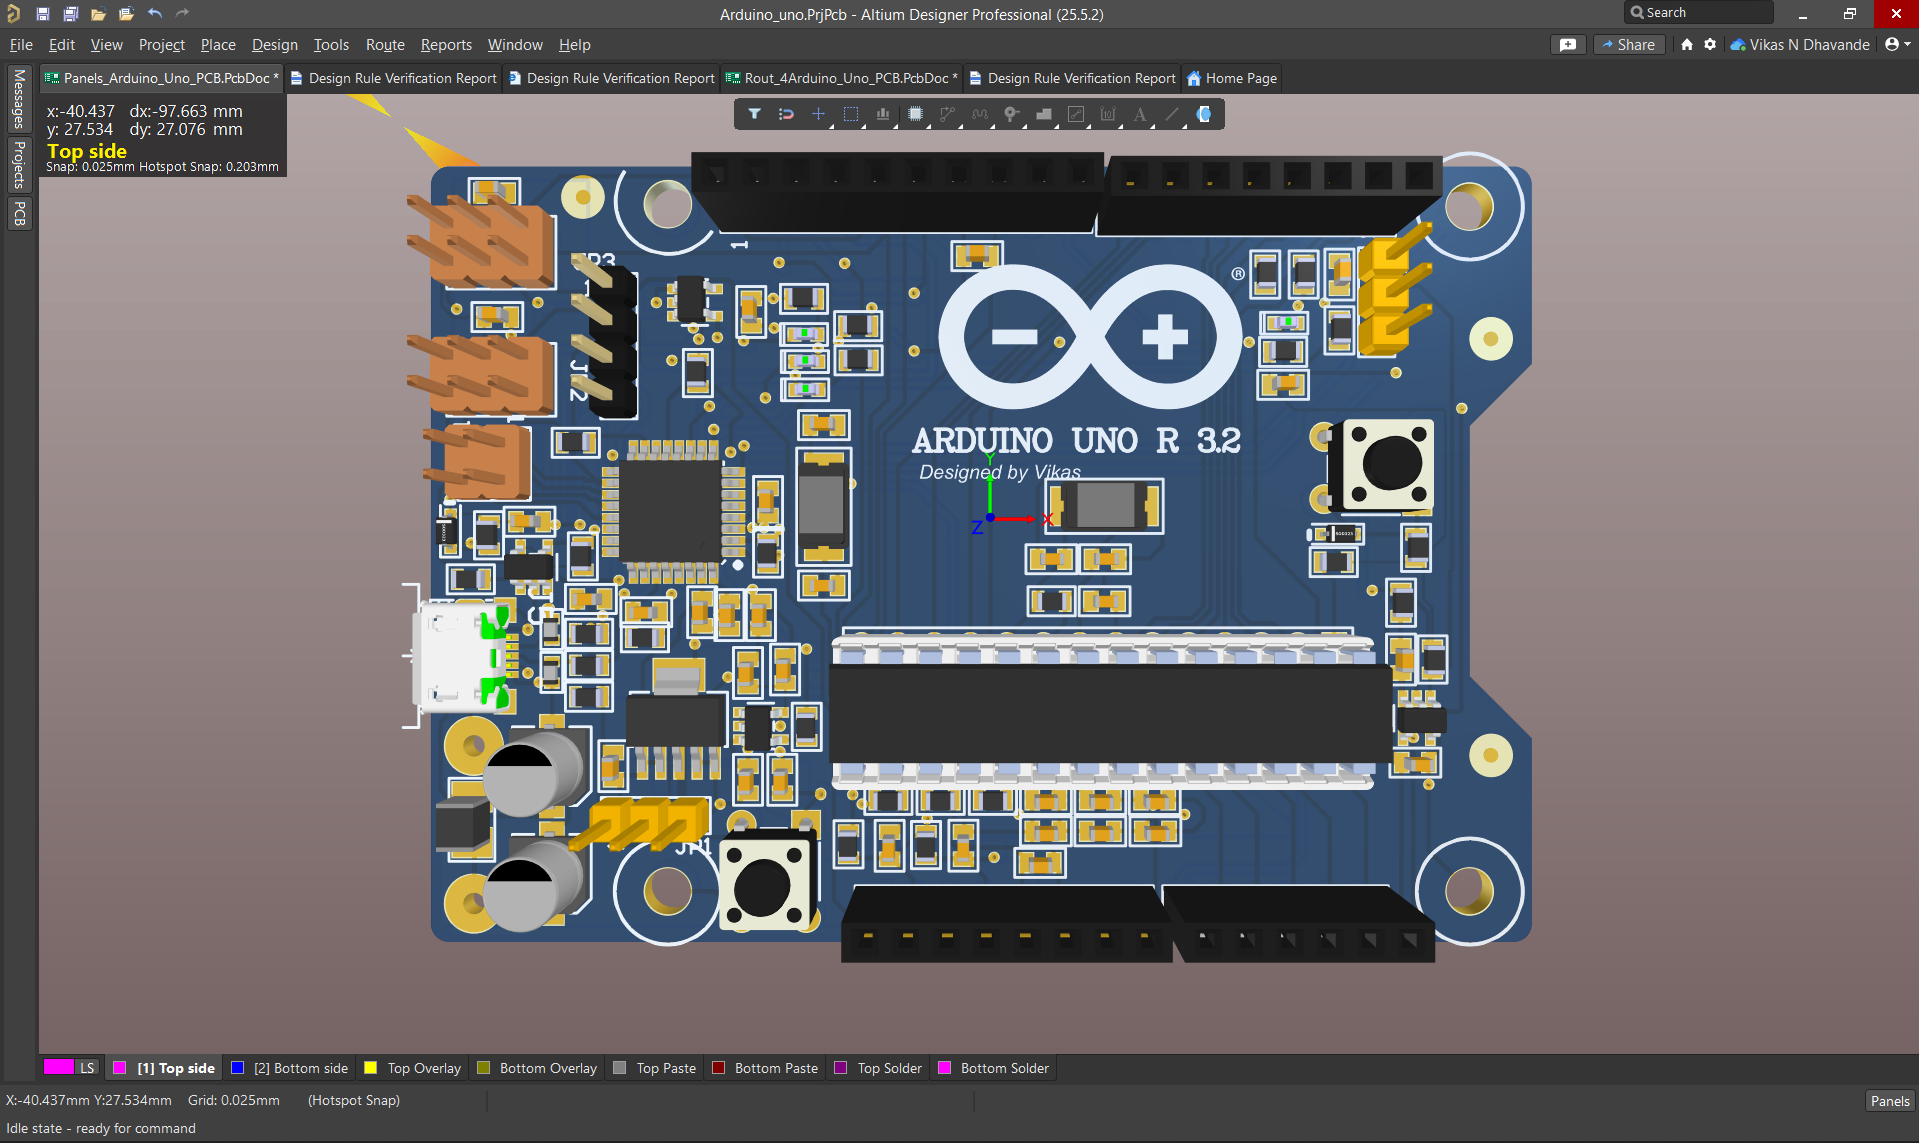 Arduino_uno.PrjPcb - Altium Designer Professional (25.5.2)
Search
File Edit View Project Place Design Tools Route Reports Window Help
Share
Vikas N Dhavande
Panels_Arduino_Uno_PCB.PcbDoc *
Design Rule Verification Report
Design Rule Verification Report
Rout_4Arduino_Uno_PCB.PcbDoc *
Design Rule Verification Report
Home Page
Messages
Projects
PCB
x:-40.437 dx:-97.663 mm
y: 27.534 dy: 27.076 mm
Top side
Snap: 0.025mm Hotspot Snap: 0.203mm
1
®
J2
ARDUINO UNO R 3.2
Designed by Vikas
Y
X
Z
JP1
LS
[1] Top side
[2] Bottom side
Top Overlay
Bottom Overlay
Top Paste
Bottom Paste
Top Solder
Bottom Solder
X:-40.437mm Y:27.534mm Grid: 0.025mm (Hotspot Snap)
Panels
Idle state - ready for command